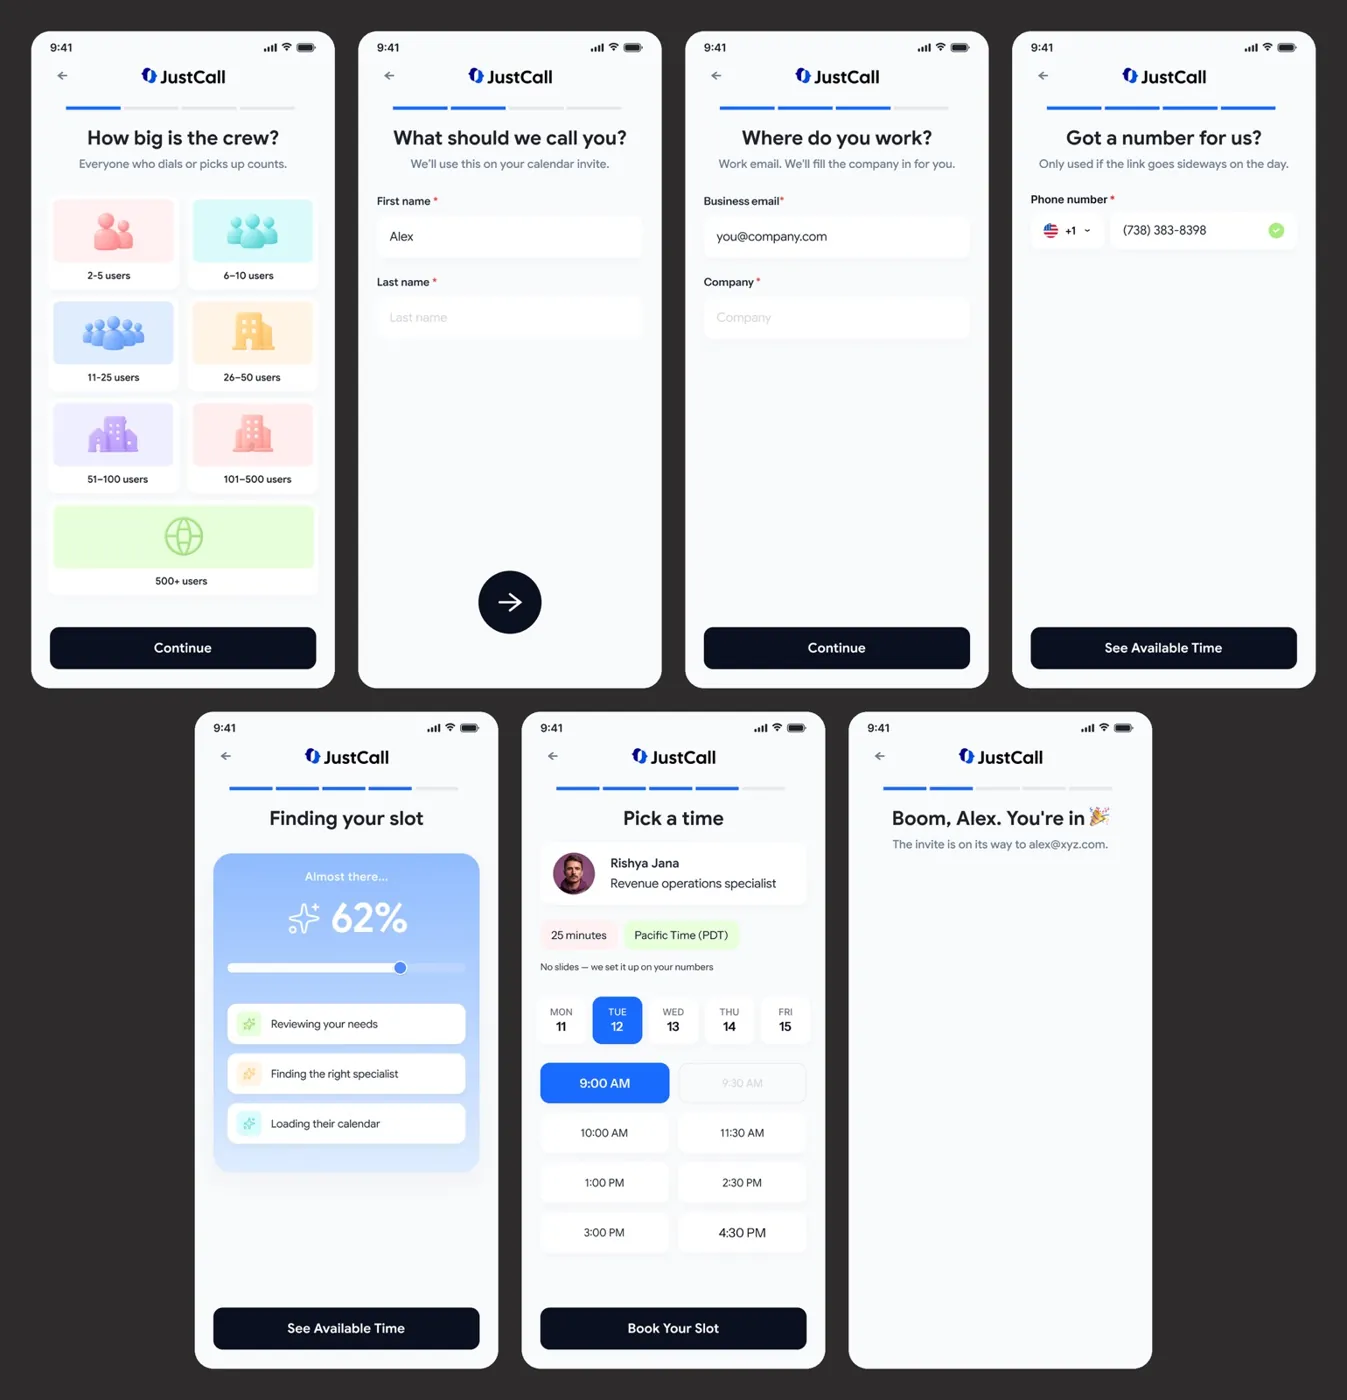 9:41
JustCall
How big is the crew?
Everyone who dials or picks up counts.
2-5 users
6–10 users
11-25 users
26–50 users
51–100 users
101–500 users
500+ users
Continue
9:41
JustCall
What should we call you?
We'll use this on your calendar invite.
First name *
Alex
Last name *
Last name
9:41
JustCall
Where do you work?
Work email. We'll fill the company in for you.
Business email*
you@company.com
Company *
Company
Continue
9:41
JustCall
Got a number for us?
Only used if the link goes sideways on the day.
Phone number *
+1
(738) 383-8398
See Available Time
9:41
JustCall
Finding your slot
Almost there...
62%
Reviewing your needs
Finding the right specialist
Loading their calendar
See Available Time
9:41
JustCall
Pick a time
Rishya Jana
Revenue operations specialist
25 minutes
Pacific Time (PDT)
No slides — we set it up on your numbers
MON TUE WED THU FRI
11 12 13 14 15
9:00 AM 9:30 AM
10:00 AM 11:30 AM
1:00 PM 2:30 PM
3:00 PM 4:30 PM
Book Your Slot
9:41
JustCall
Boom, Alex. You're in 🎉
The invite is on its way to alex@xyz.com.